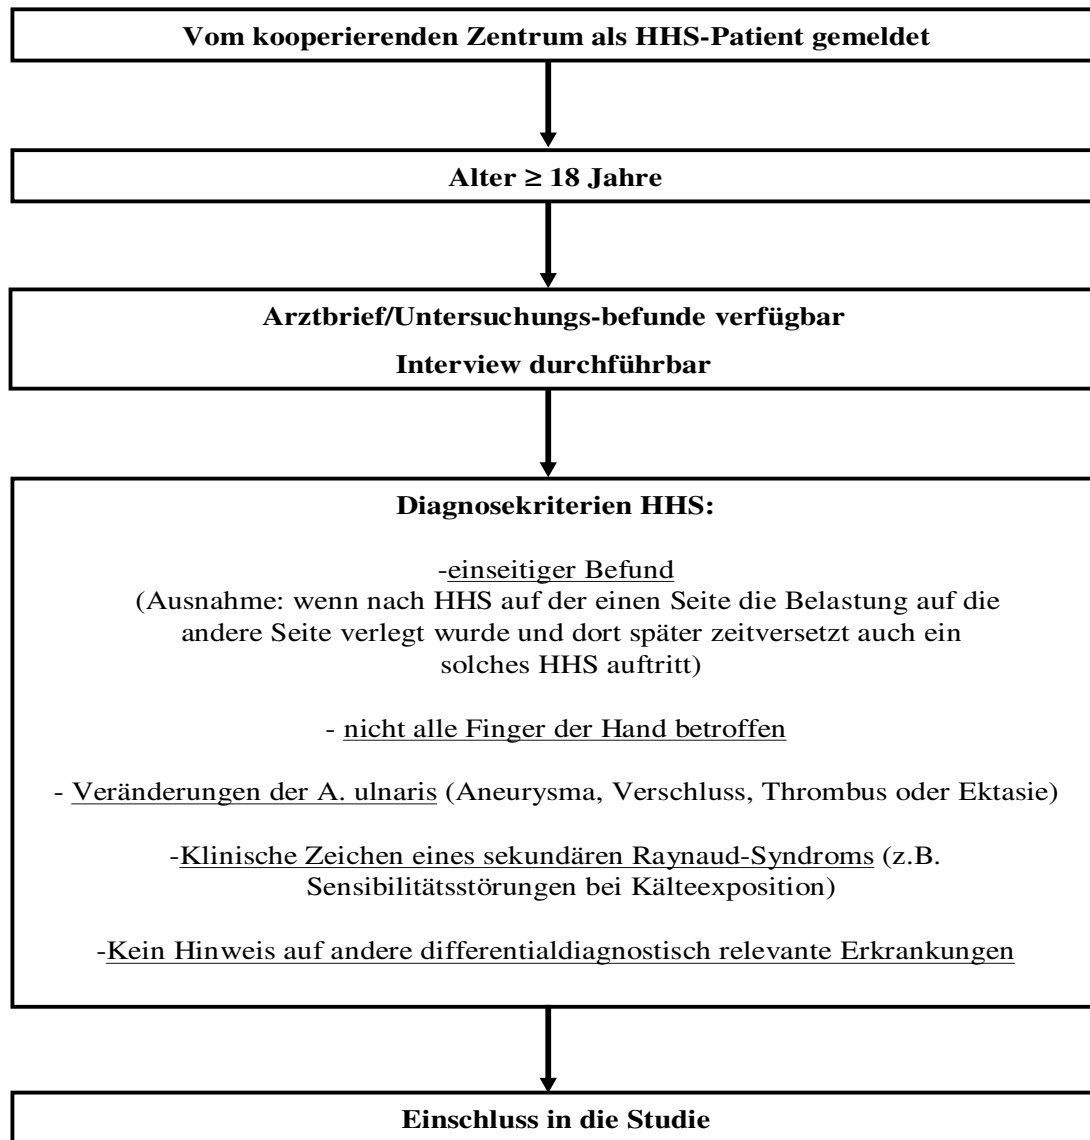 Vom kooperierenden Zentrum als HHS-Patient gemeldet
Alter ≥ 18 Jahre
Arztbrief/Untersuchungs-befunde verfügbar
Interview durchführbar
Diagnosekriterien HHS:
-einseitiger Befund
(Ausnahme: wenn nach HHS auf der einen Seite die Belastung auf die
andere Seite verlegt wurde und dort später zeitversetzt auch ein
solches HHS auftritt)
- nicht alle Finger der Hand betroffen
- Veränderungen der A. ulnaris (Aneurysma, Verschluss, Thrombus oder Ektasie)
-Klinische Zeichen eines sekundären Raynaud-Syndroms (z.B.
Sensibilitätsstörungen bei Kälteexposition)
-Kein Hinweis auf andere differentialdiagnostisch relevante Erkrankungen
Einschluss in die Studie